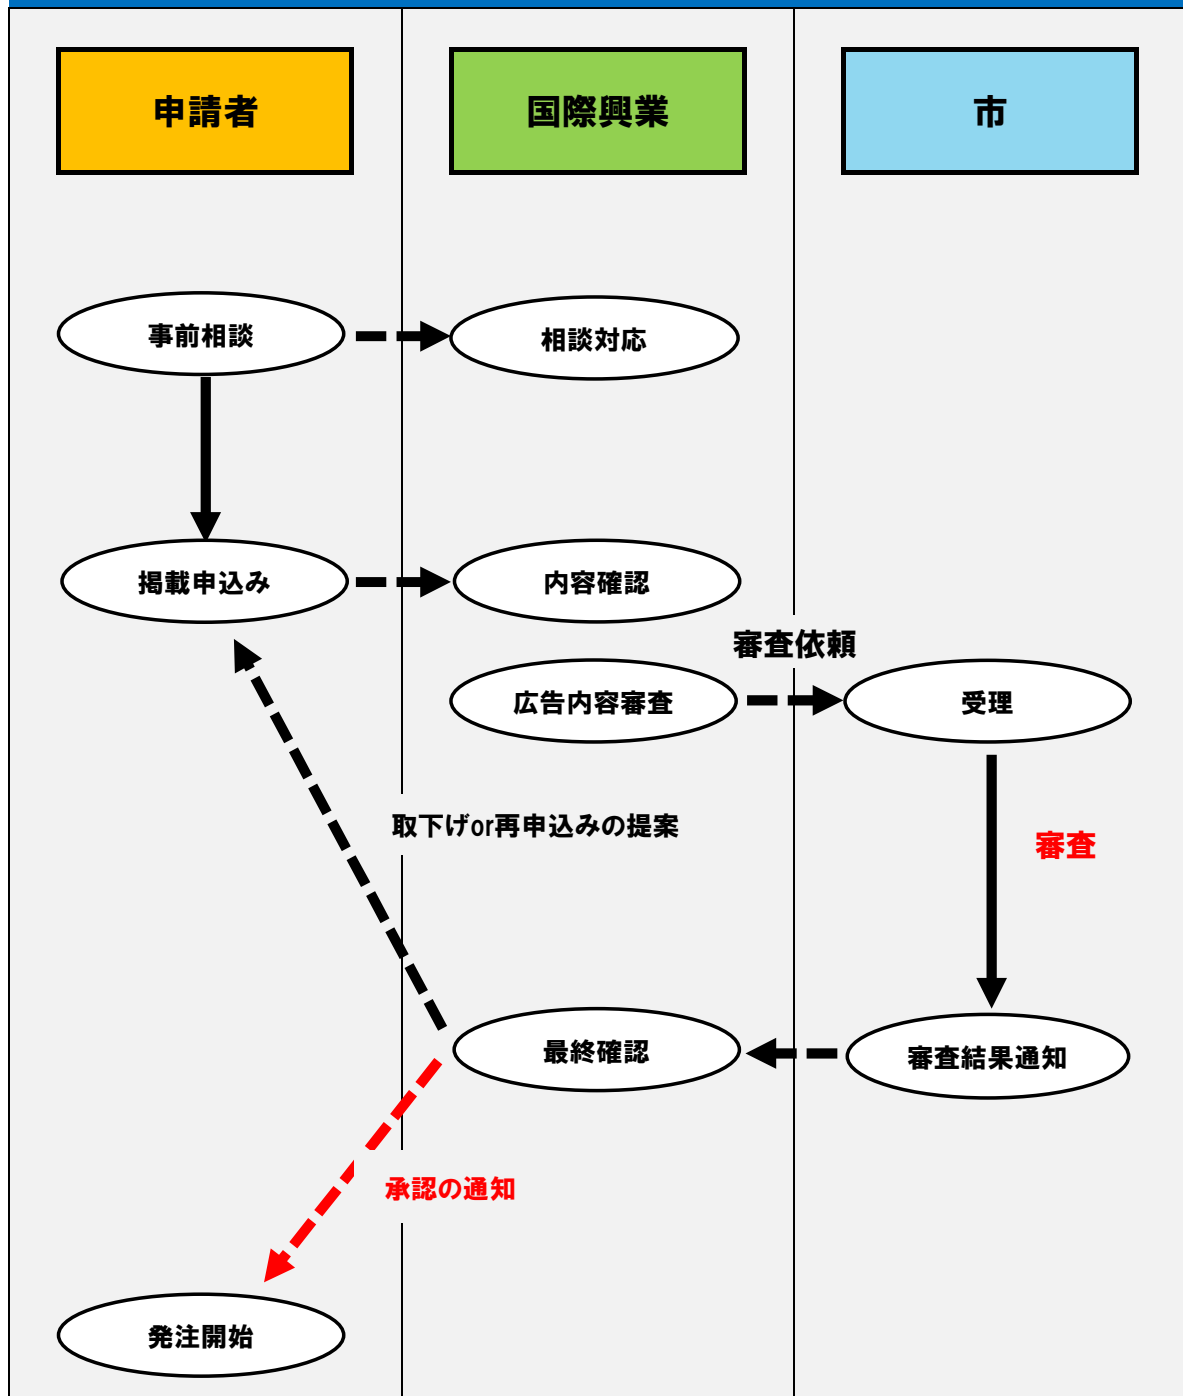 申請者
国際興業
市
事前相談
相談対応
掲載申込み
内容確認
審査依頼
広告内容審査
受理
取下げor再申込みの提案
審査
最終確認
審査結果通知
承認の通知
発注開始